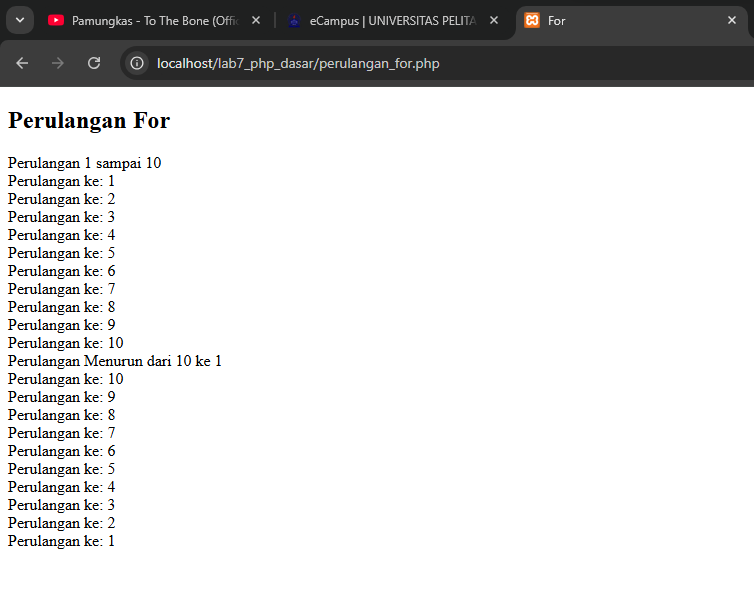 Pamungkas - To The Bone (Offic
eCampus | UNIVERSITAS PELITA
For
localhost/lab7_php_dasar/perulangan_for.php
Perulangan For
Perulangan 1 sampai 10
Perulangan ke: 1
Perulangan ke: 2
Perulangan ke: 3
Perulangan ke: 4
Perulangan ke: 5
Perulangan ke: 6
Perulangan ke: 7
Perulangan ke: 8
Perulangan ke: 9
Perulangan ke: 10
Perulangan Menurun dari 10 ke 1
Perulangan ke: 10
Perulangan ke: 9
Perulangan ke: 8
Perulangan ke: 7
Perulangan ke: 6
Perulangan ke: 5
Perulangan ke: 4
Perulangan ke: 3
Perulangan ke: 2
Perulangan ke: 1